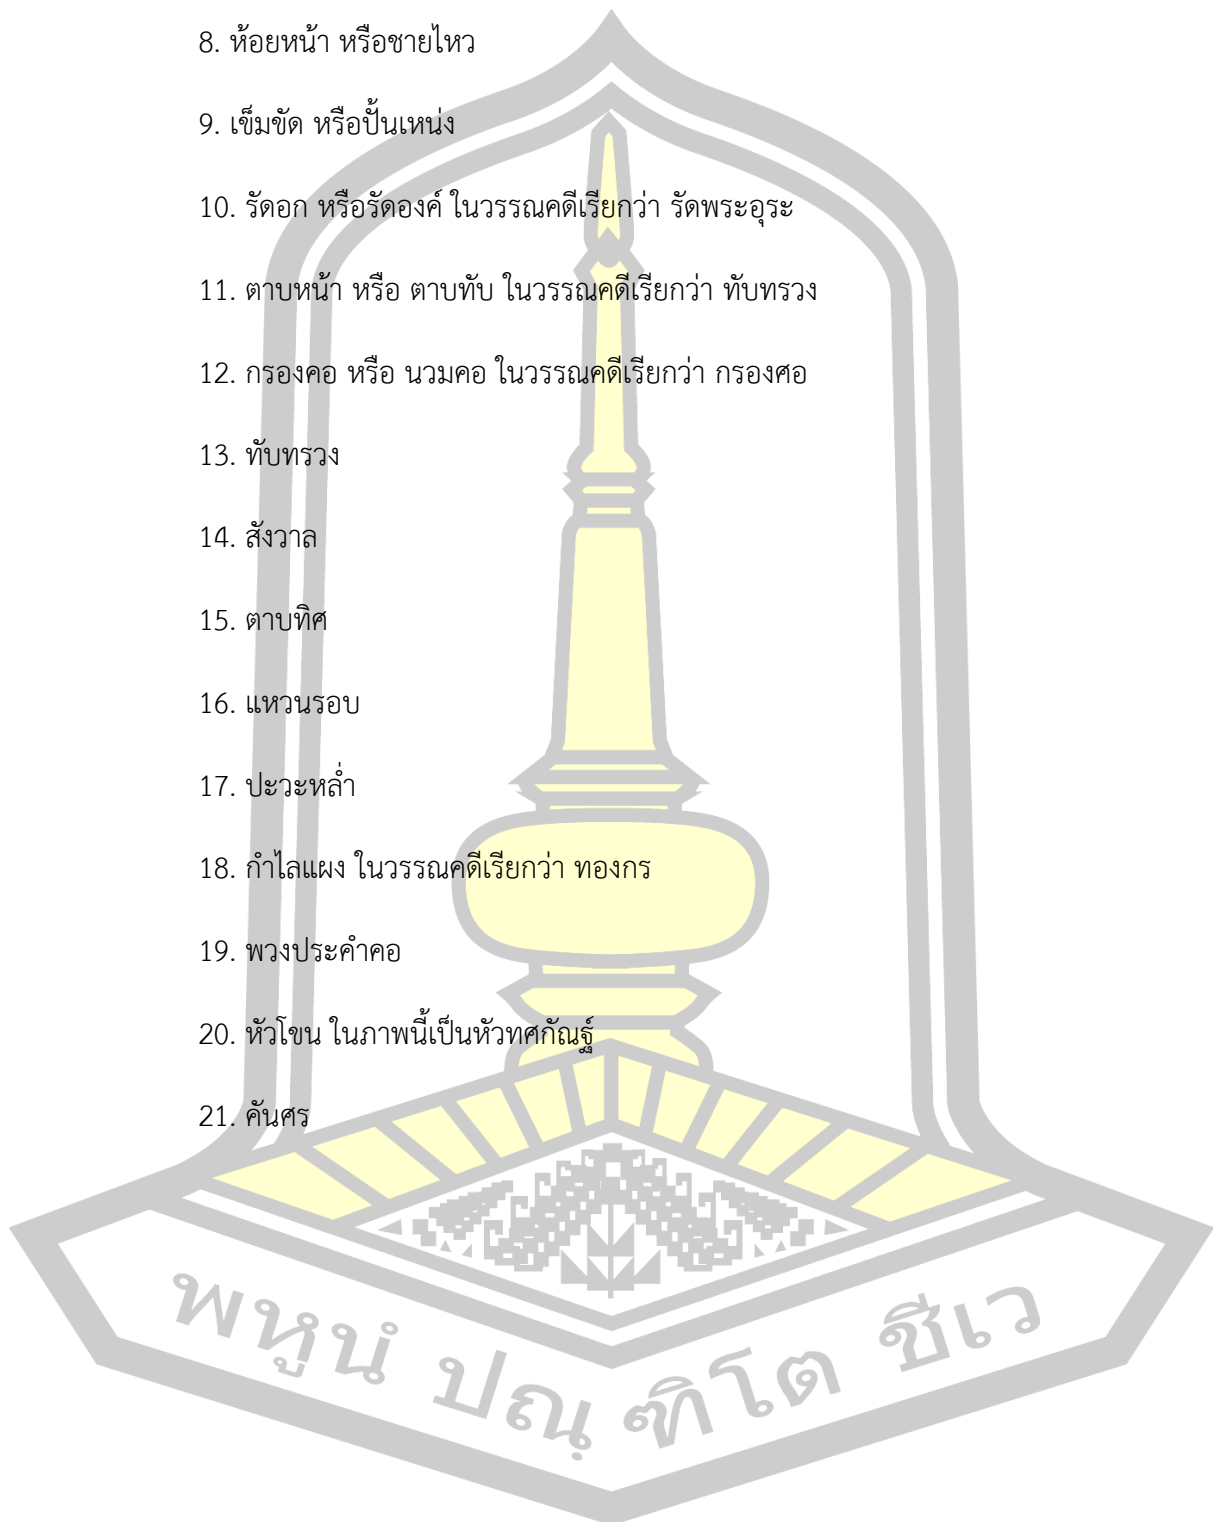 8. ห้อยหน้า หรือชายไหว
9. เข็มขัด หรือปั้นเหน่ง
10. รัดอก หรือรัดองค์ ในวรรณคดีเรียกว่า รัดพระอุระ
11. ตาบหน้า หรือ ตาบทับ ในวรรณคดีเรียกว่า ทับทรวง
12. กรองคอ หรือ นวมคอ ในวรรณคดีเรียกว่า กรองศอ
13. ทับทรวง
14. สังวาล
15. ตาบทิศ
16. แหวนรอบ
17. ปะวะหล่ำ
18. กำไลแผง ในวรรณคดีเรียกว่า ทองกร
19. พวงประคำคอ
20. หัวโขน ในภาพนี้เป็นหัวทศกัณฐ์
21. คันศร
พหูนํ ปณฺ ฑิโต ชีเว